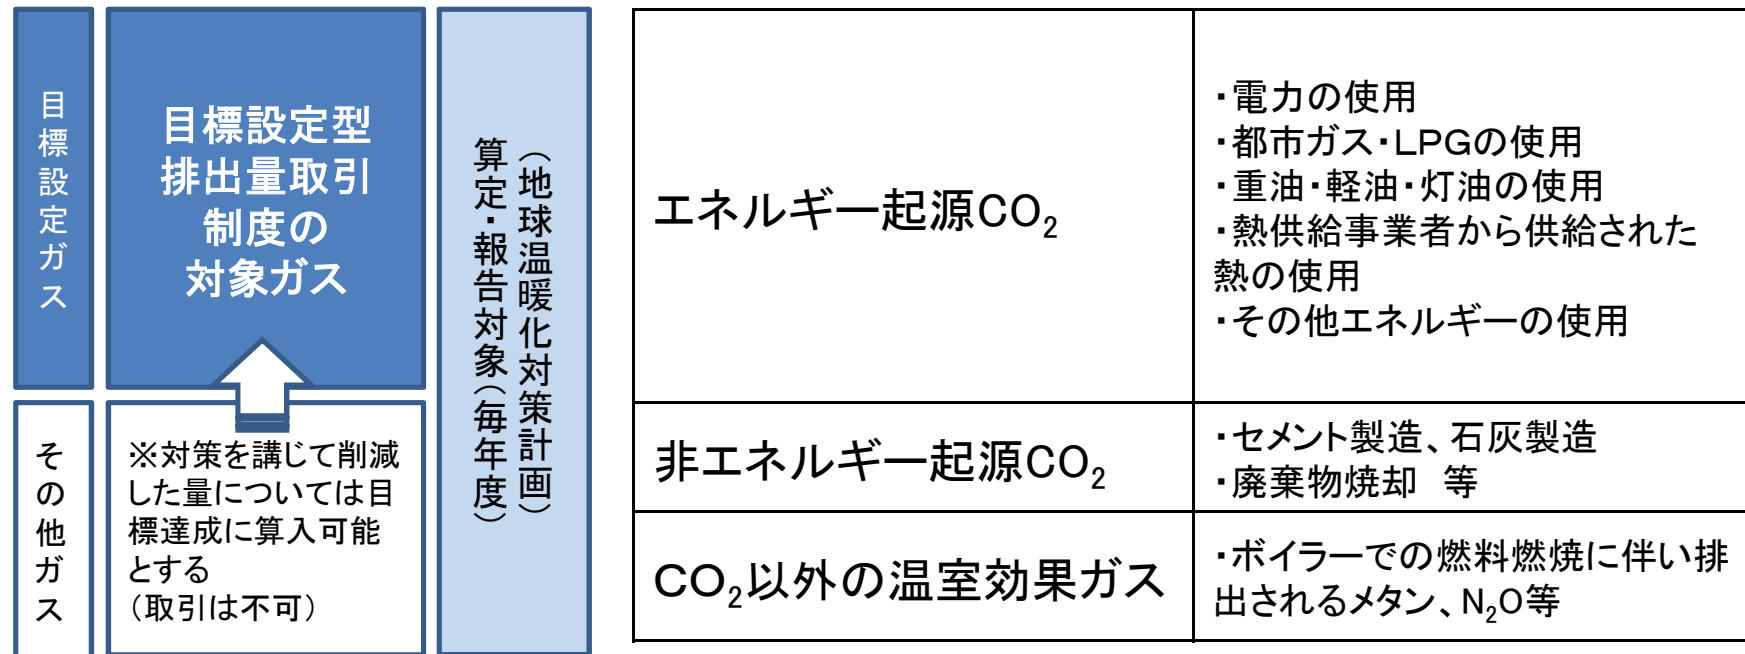 目標設定ガス
目標設定型
排出量取引
制度の
対象ガス
その他ガス
※対策を講じて削減
した量については目
標達成に算入可能
とする
（取引は不可）
（地球温暖化対策計画）
算定・報告対象（毎年度）
エネルギー起源CO₂
・電力の使用
・都市ガス・LPGの使用
・重油・軽油・灯油の使用
・熱供給事業者から供給された
熱の使用
・その他エネルギーの使用
非エネルギー起源CO₂
・セメント製造、石灰製造
・廃棄物焼却　等
CO₂以外の温室効果ガス
・ボイラーでの燃料燃焼に伴い排
出されるメタン、N₂O等